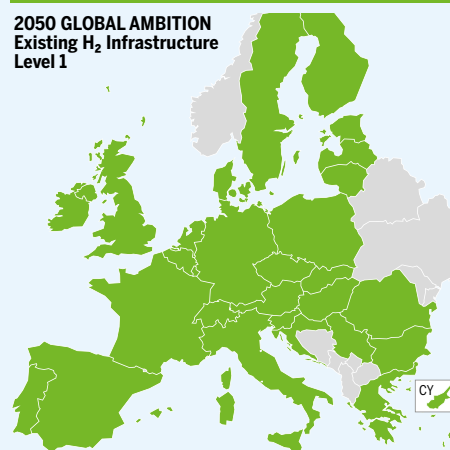 2050 GLOBAL AMBITION
Existing H₂ Infrastructure
Level 1
CY